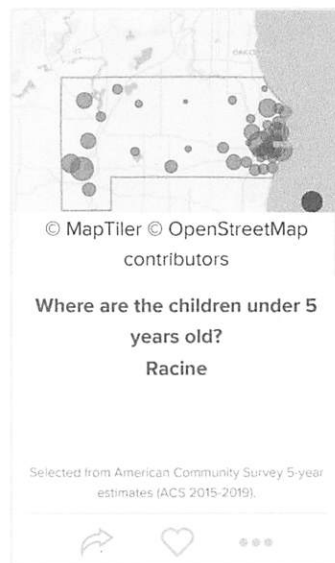 © MapTiler © OpenStreetMap
contributors
Where are the children under 5
years old?
Racine
Selected from American Community Survey 5-year
estimates (ACS 2015-2019).